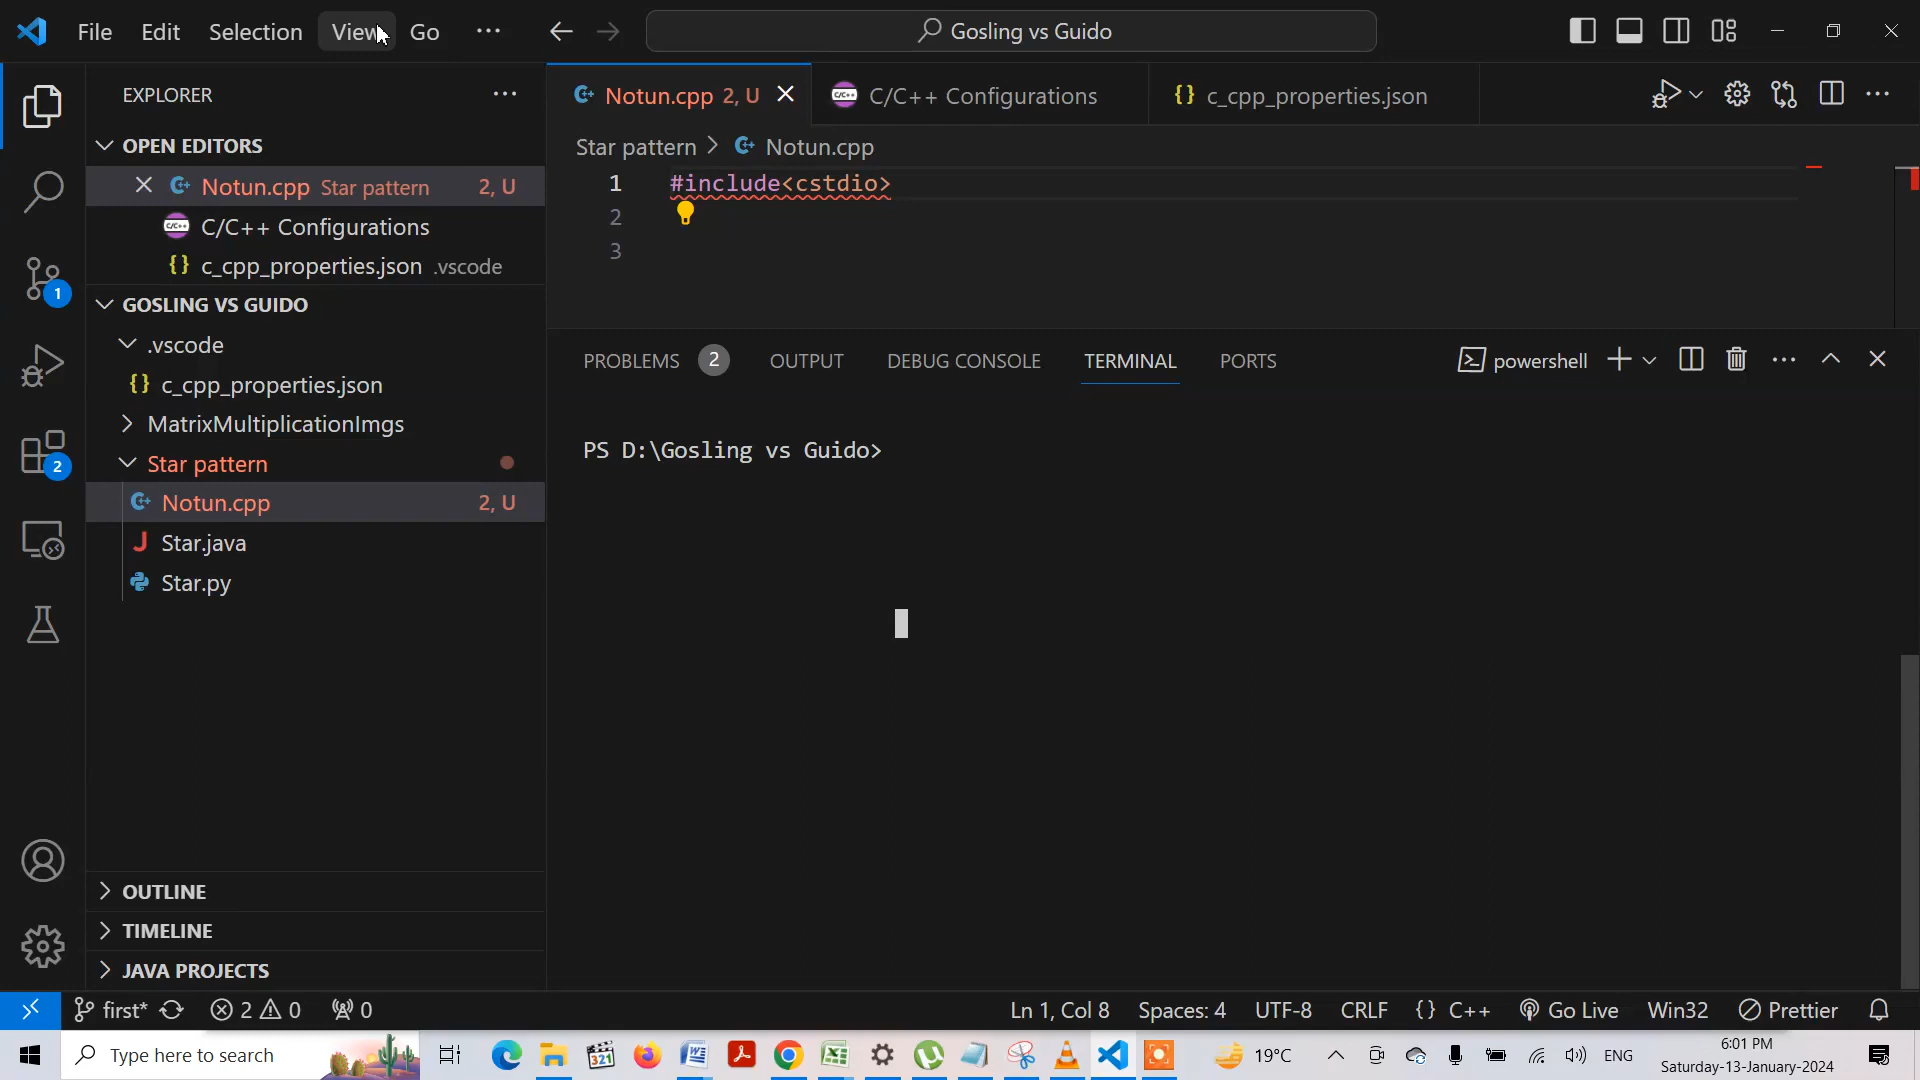 File Edit Selection View Go ··· Gosling vs Guido
EXPLORER
OPEN EDITORS
Notun.cpp Star pattern 2, U
C/C++ Configurations
c_cpp_properties.json .vscode
GOSLING VS GUIDO
.vscode
c_cpp_properties.json
MatrixMultiplicationImgs
Star pattern
Notun.cpp 2, U
Star.java
Star.py
OUTLINE
TIMELINE
JAVA PROJECTS
Notun.cpp 2, U C/C++ Configurations c_cpp_properties.json
Star pattern > Notun.cpp
1 #include<cstdio>
2
3
PROBLEMS 2 OUTPUT DEBUG CONSOLE TERMINAL PORTS powershell
PS D:\Gosling vs Guido>
1
2
first* 2 0 0 Ln 1, Col 8 Spaces: 4 UTF-8 CRLF {} C++ Go Live Win32 Prettier
Type here to search 321 19°C ENG 6:01 PM
Saturday-13-January-2024